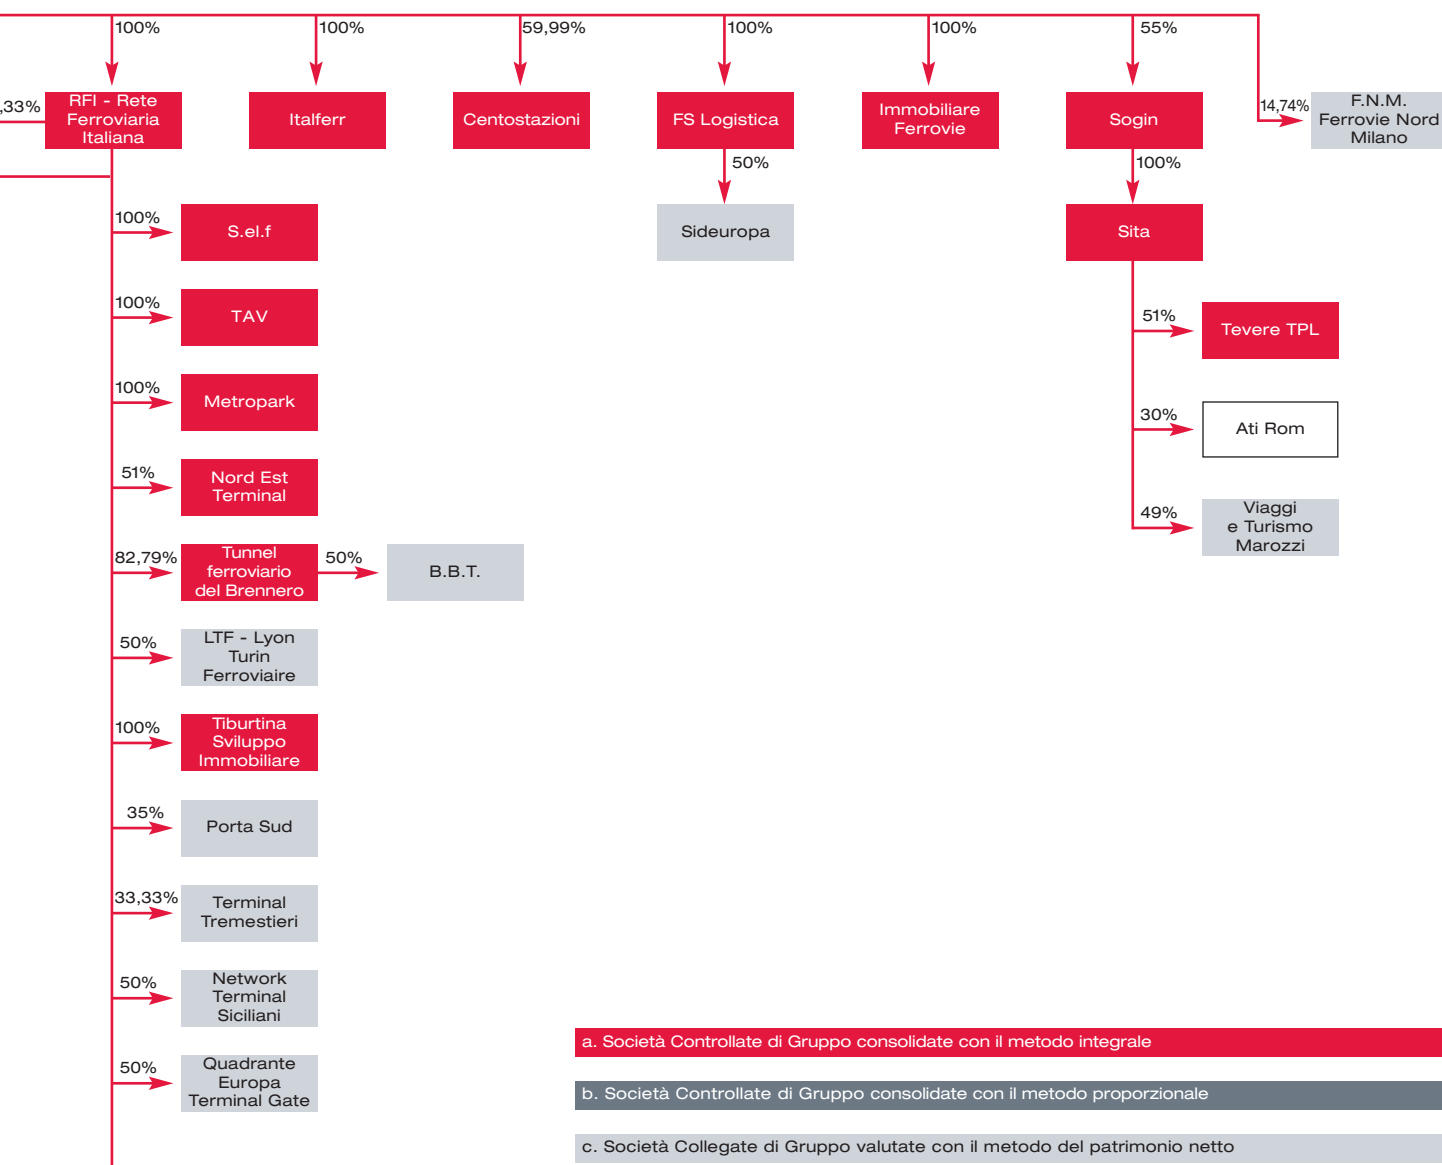 100%
100%
59,99%
100%
100%
55%
,33%
RFI - Rete
Ferroviaria
Italiana
Italferr
Centostazioni
FS Logistica
Immobiliare
Ferrovie
Sogin
14,74%
F.N.M.
Ferrovie Nord
Milano
50%
100%
100%
S.el.f
Sideuropa
Sita
100%
TAV
51%
Tevere TPL
100%
Metropark
30%
Ati Rom
51%
Nord Est
Terminal
49%
Viaggi
e Turismo
Marozzi
82,79%
Tunnel
ferroviario
del Brennero
50%
B.B.T.
50%
LTF - Lyon
Turin
Ferroviaire
100%
Tiburtina
Sviluppo
Immobiliare
35%
Porta Sud
33,33%
Terminal
Tremestieri
50%
Network
Terminal
Siciliani
50%
Quadrante
Europa
Terminal Gate
a. Società Controllate di Gruppo consolidate con il metodo integrale
b. Società Controllate di Gruppo consolidate con il metodo proporzionale
c. Società Collegate di Gruppo valutate con il metodo del patrimonio netto